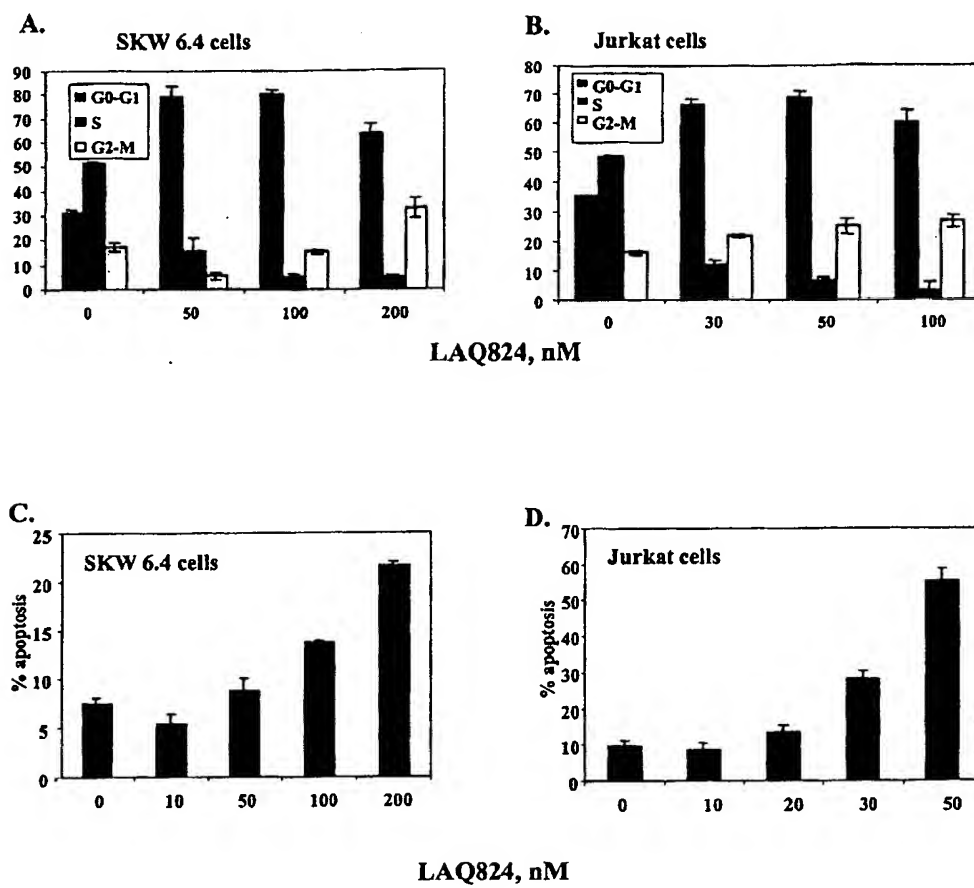 A.
SKW 6.4 cells
90
80
70
60
50
40
30
20
10
0
G0-G1
S
G2-M
0 50 100 200
B.
Jurkat cells
80
70
60
50
40
30
20
10
0
G0-G1
S
G2-M
0 30 50 100
LAQ824, nM
C.
SKW 6.4 cells
% apoptosis
25
20
15
10
5
0
0 10 50 100 200
D.
Jurkat cells
% apoptosis
70
60
50
40
30
20
10
0
0 10 20 30 50
LAQ824, nM